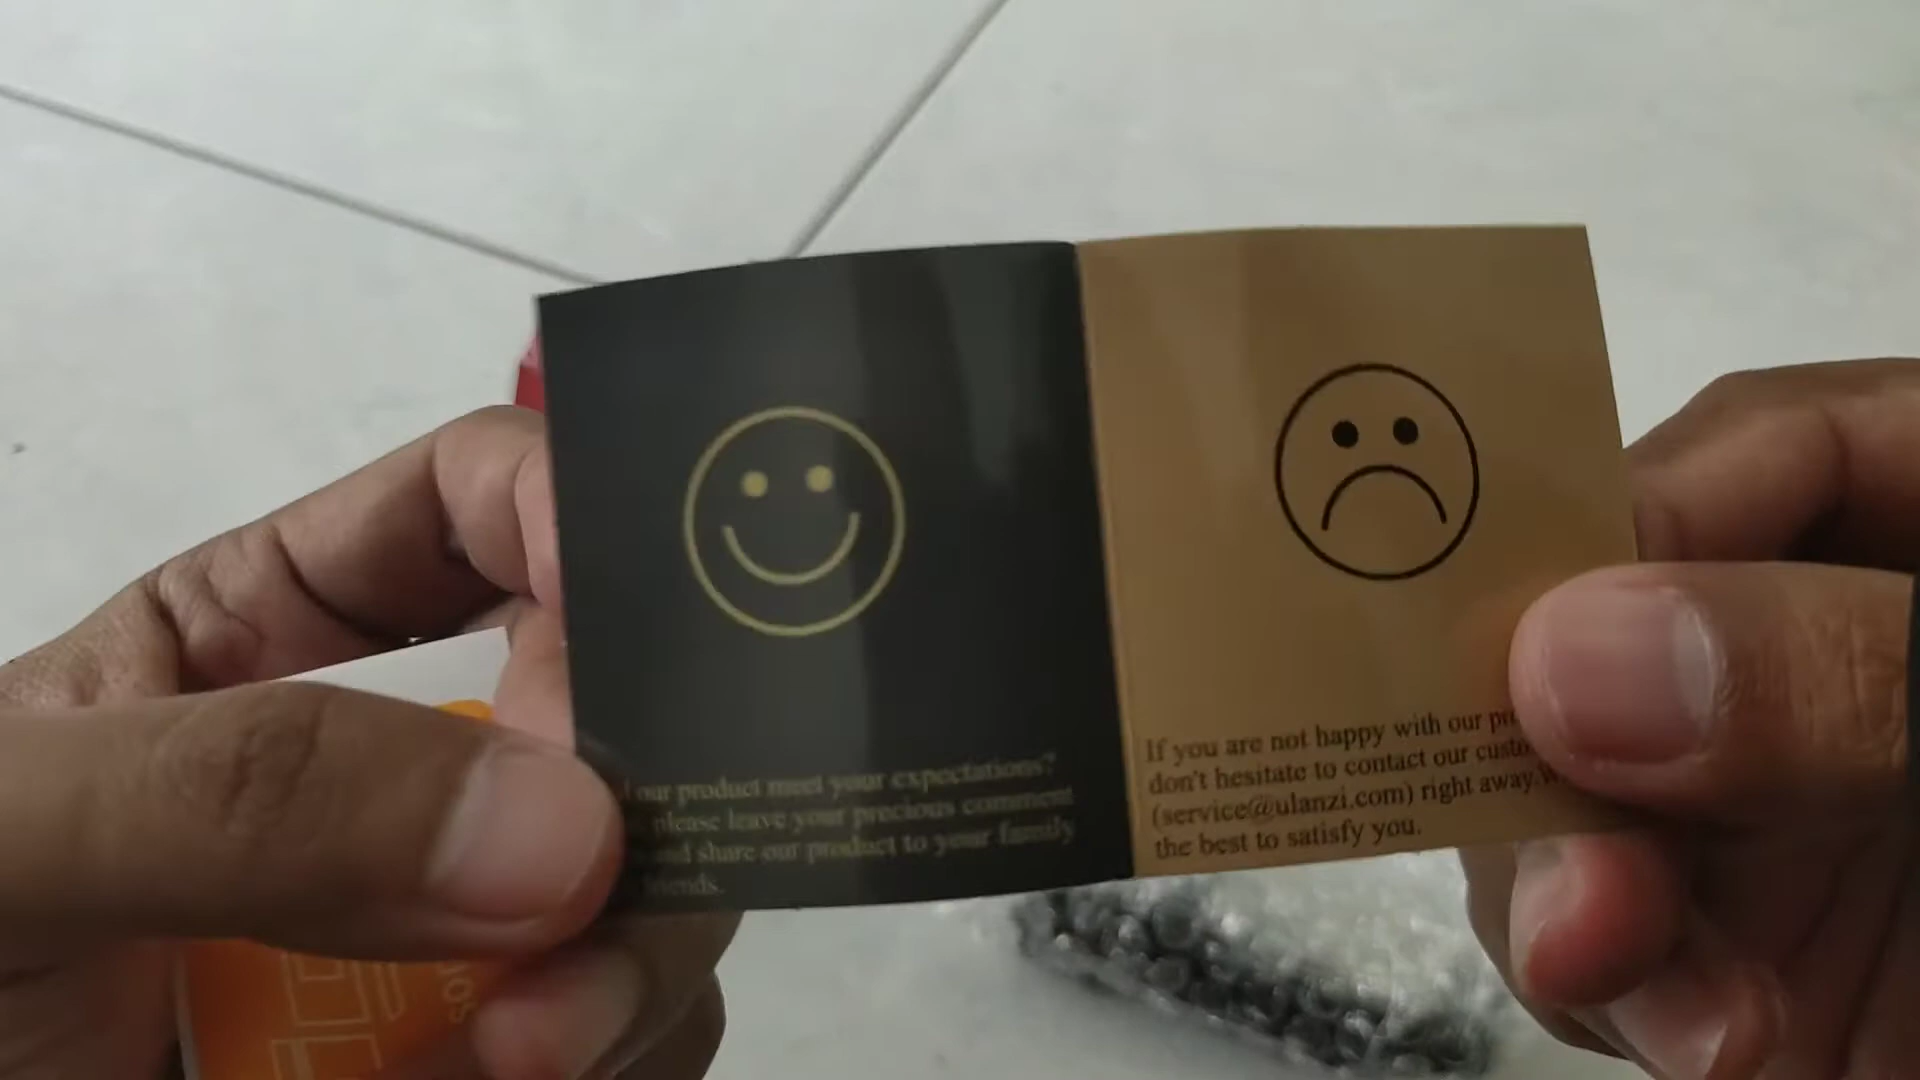 our product meet your expectations?
please leave your precious comment
and share our product to your family
friends.
If you are not happy with our
don't hesitate to contact our
(service@ulanzi.com) right away.
the best to satisfy you.